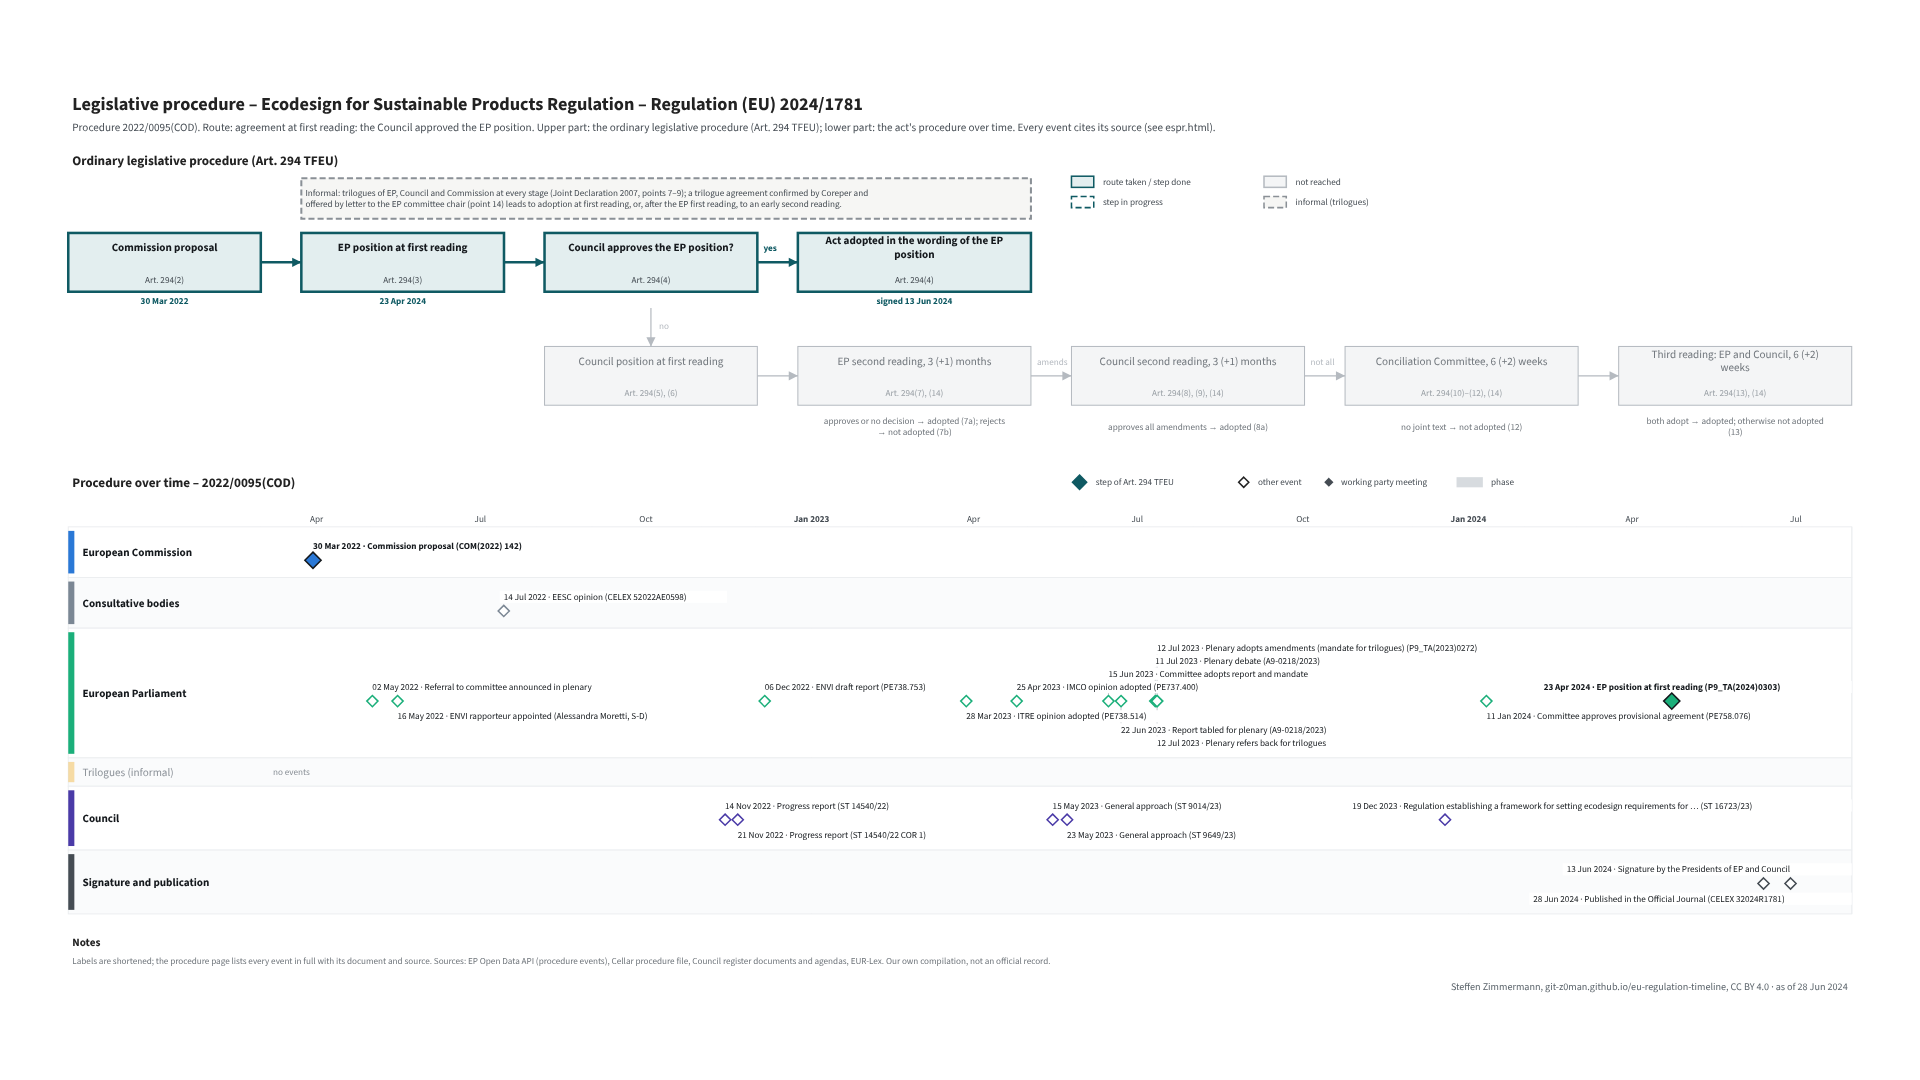 Legislative procedure – Ecodesign for Sustainable Products Regulation – Regulation (EU) 2024/1781
Procedure 2022/0095(COD). Route: agreement at first reading: the Council approved the EP position. Upper part: the ordinary legislative procedure (Art. 294 TFEU); lower part: the act's procedure over time. Every event cites its source (see espr.html).
Ordinary legislative procedure (Art. 294 TFEU)
Informal: trilogues of EP, Council and Commission at every stage (Joint Declaration 2007, points 7–9); a trilogue agreement confirmed by Coreper and
offered by letter to the EP committee chair (point 14) leads to adoption at first reading, or, after the EP first reading, to an early second reading.
route taken / step done
not reached
step in progress
informal (trilogues)
Commission proposal
Art. 294(2)
30 Mar 2022
EP position at first reading
Art. 294(3)
23 Apr 2024
Council approves the EP position?
Art. 294(4)
yes
Act adopted in the wording of the EP
position
Art. 294(4)
signed 13 Jun 2024
no
Council position at first reading
Art. 294(5), (6)
EP second reading, 3 (+1) months
Art. 294(7), (14)
approves or no decision → adopted (7a); rejects
→ not adopted (7b)
amends
Council second reading, 3 (+1) months
Art. 294(8), (9), (14)
approves all amendments → adopted (8a)
not all
Conciliation Committee, 6 (+2) weeks
Art. 294(10)–(12), (14)
no joint text → not adopted (12)
Third reading: EP and Council, 6 (+2)
weeks
Art. 294(13), (14)
both adopt → adopted; otherwise not adopted
(13)
Procedure over time – 2022/0095(COD)
step of Art. 294 TFEU
other event
working party meeting
phase
Apr
Jul
Oct
Jan 2023
Apr
Jul
Oct
Jan 2024
Apr
Jul
European Commission
30 Mar 2022 · Commission proposal (COM(2022) 142)
Consultative bodies
14 Jul 2022 · EESC opinion (CELEX 52022AE0598)
European Parliament
12 Jul 2023 · Plenary adopts amendments (mandate for trilogues) (P9_TA(2023)0272)
11 Jul 2023 · Plenary debate (A9-0218/2023)
15 Jun 2023 · Committee adopts report and mandate
02 May 2022 · Referral to committee announced in plenary
06 Dec 2022 · ENVI draft report (PE738.753)
25 Apr 2023 · IMCO opinion adopted (PE737.400)
23 Apr 2024 · EP position at first reading (P9_TA(2024)0303)
16 May 2022 · ENVI rapporteur appointed (Alessandra Moretti, S-D)
28 Mar 2023 · ITRE opinion adopted (PE738.514)
11 Jan 2024 · Committee approves provisional agreement (PE758.076)
22 Jun 2023 · Report tabled for plenary (A9-0218/2023)
12 Jul 2023 · Plenary refers back for trilogues
Trilogues (informal)
no events
Council
14 Nov 2022 · Progress report (ST 14540/22)
15 May 2023 · General approach (ST 9014/23)
19 Dec 2023 · Regulation establishing a framework for setting ecodesign requirements for … (ST 16723/23)
21 Nov 2022 · Progress report (ST 14540/22 COR 1)
23 May 2023 · General approach (ST 9649/23)
Signature and publication
13 Jun 2024 · Signature by the Presidents of EP and Council
28 Jun 2024 · Published in the Official Journal (CELEX 32024R1781)
Notes
Labels are shortened; the procedure page lists every event in full with its document and source. Sources: EP Open Data API (procedure events), Cellar procedure file, Council register documents and agendas, EUR-Lex. Our own compilation, not an official record.
Steffen Zimmermann, git-z0man.github.io/eu-regulation-timeline, CC BY 4.0 · as of 28 Jun 2024